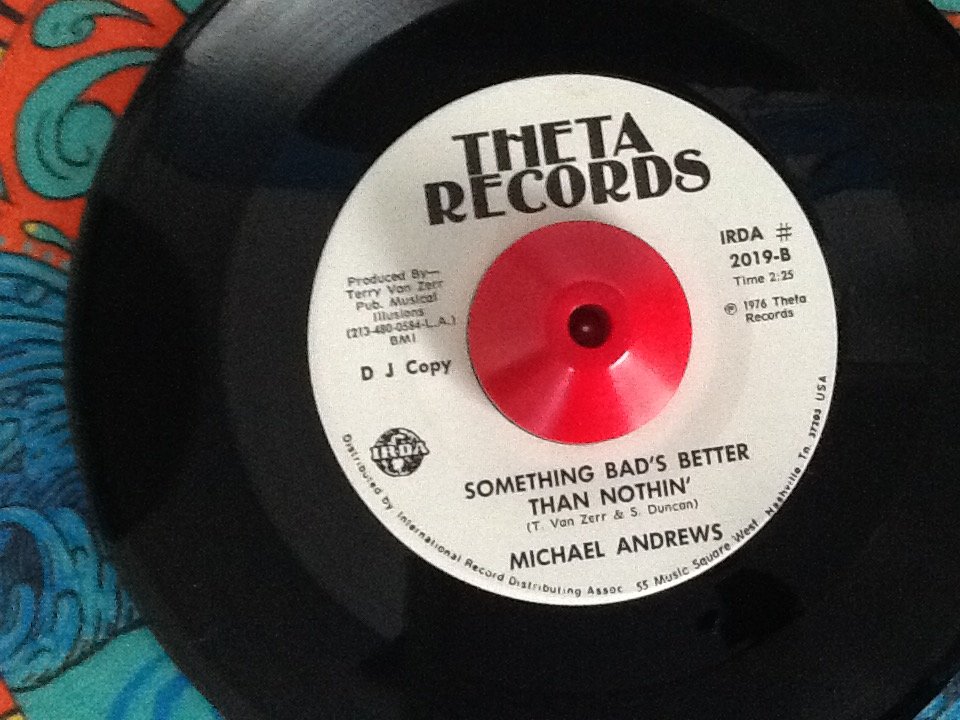 THETA
RECORDS
IRDA #
2019-B
Time 2:25
℗ 1976 Theta
Records
Produced By—
Terry Van Zerr
Pub. Musical
Illusions
(213-480-0584-L.A.)
BMI
D J Copy
IRDA
SOMETHING BAD'S BETTER
THAN NOTHIN'
(T. Van Zerr & S. Duncan)
MICHAEL ANDREWS
Distributed by International Record Distributing Assoc 55 Music Square West Nashville Tn. 37203 USA